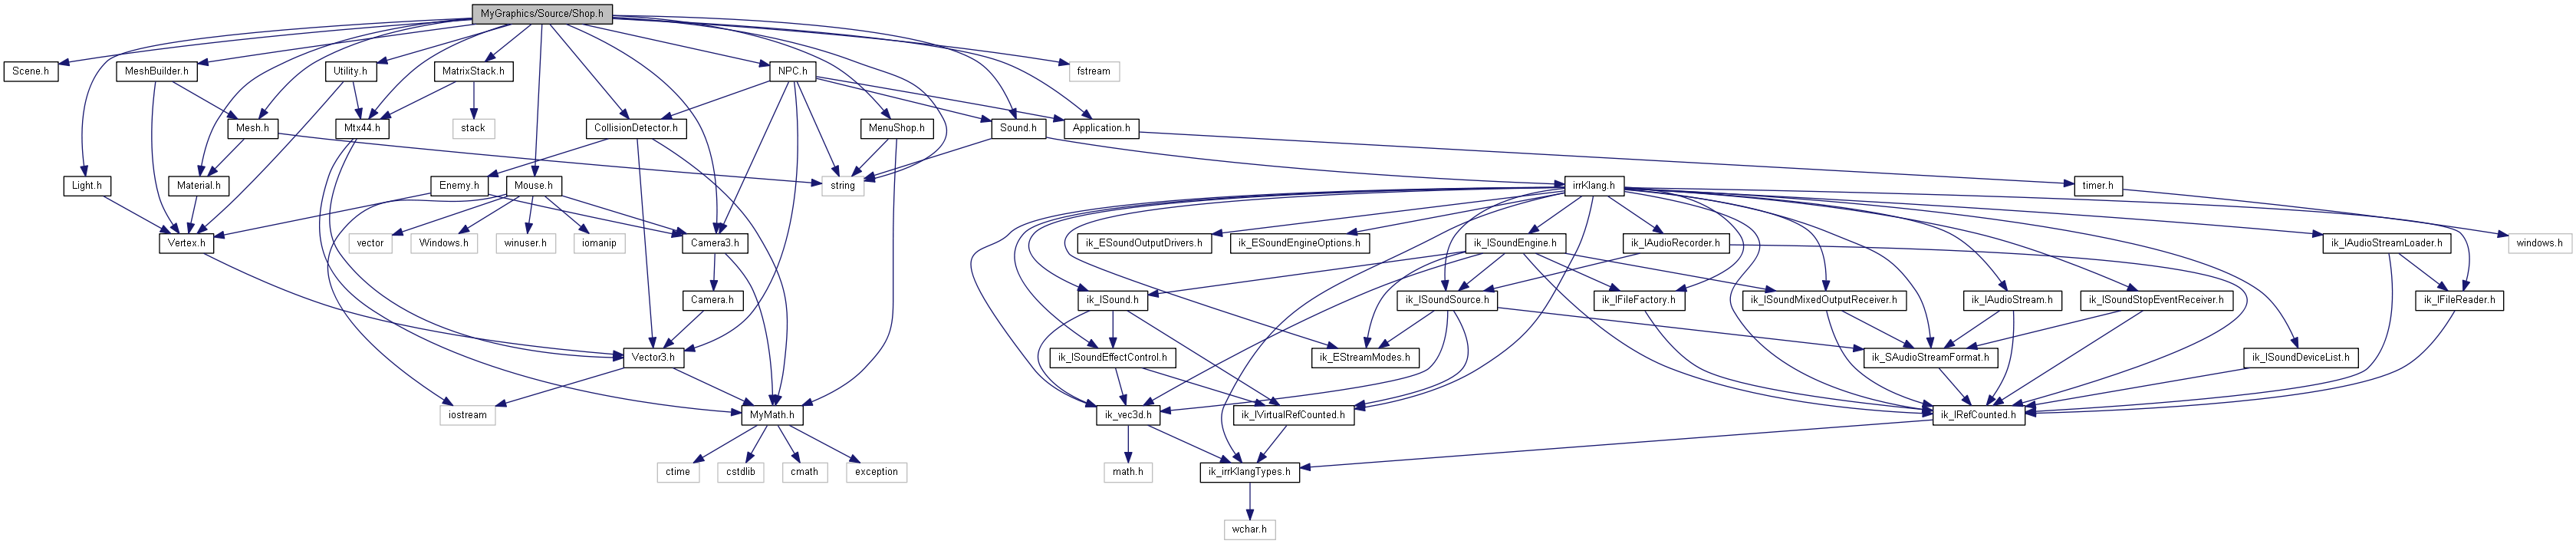 MyGraphics/Source/Shop.h
Scene.h
MeshBuilder.h
Utility.h
MatrixStack.h
NPC.h
fstream
Mesh.h
Mtx44.h
stack
CollisionDetector.h
MenuShop.h
Sound.h
Application.h
Light.h
Material.h
Enemy.h
Mouse.h
string
irrKlang.h
timer.h
Vertex.h
vector
Windows.h
winuser.h
iomanip
Camera3.h
ik_ESoundOutputDrivers.h
ik_ESoundEngineOptions.h
ik_ISoundEngine.h
ik_IAudioRecorder.h
ik_IAudioStreamLoader.h
windows.h
Camera.h
ik_ISound.h
ik_ISoundSource.h
ik_IFileFactory.h
ik_ISoundMixedOutputReceiver.h
ik_IAudioStream.h
ik_ISoundStopEventReceiver.h
ik_IFileReader.h
Vector3.h
ik_ISoundEffectControl.h
ik_EStreamModes.h
ik_SAudioStreamFormat.h
ik_ISoundDeviceList.h
iostream
MyMath.h
ik_vec3d.h
ik_IVirtualRefCounted.h
ik_IRefCounted.h
ctime
cstdlib
cmath
exception
math.h
ik_irrKlangTypes.h
wchar.h